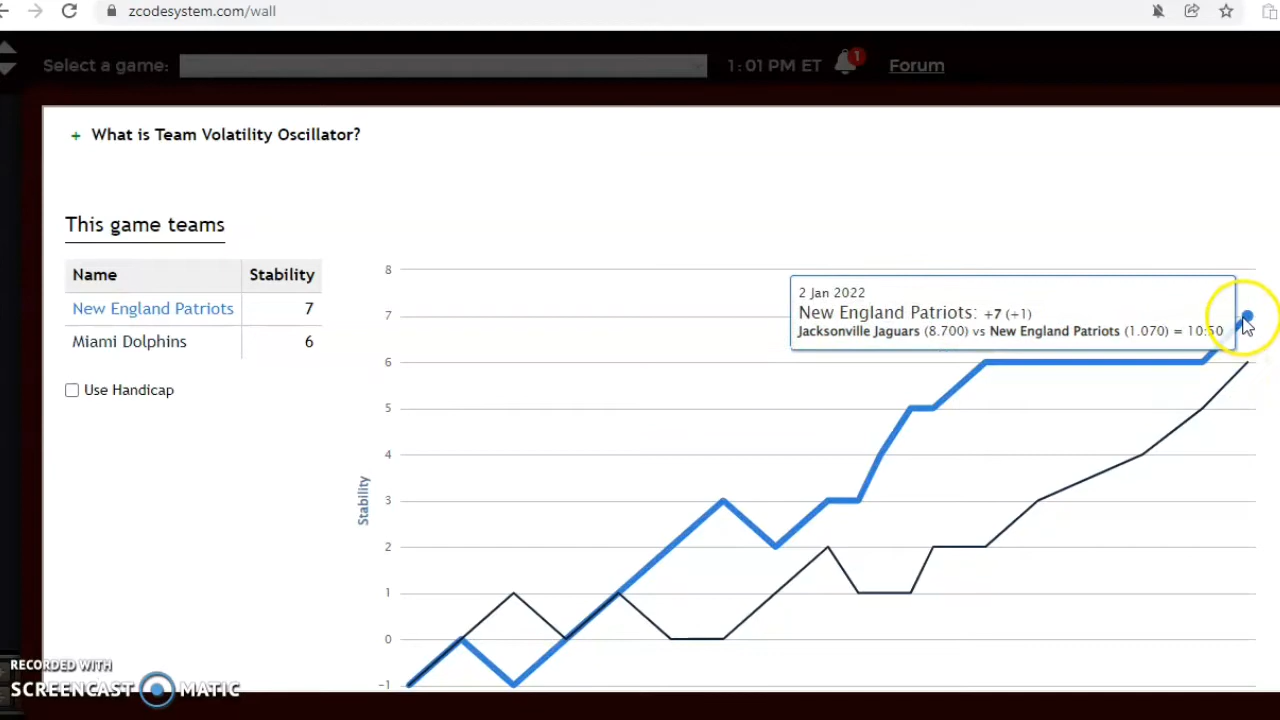 zcodesystem.com/wall
Select a game:
1:01 PM ET
1
Forum
+ What is Team Volatility Oscillator?
This game teams
Name Stability
New England Patriots 7
Miami Dolphins 6
Use Handicap
8
7
6
5
4
3
2
1
0
-1
Stability
2 Jan 2022
New England Patriots: +7 (+1)
Jacksonville Jaguars (8.700) vs New England Patriots (1.070) = 10:50
RECORDED WITH
SCREENCAST MATIC